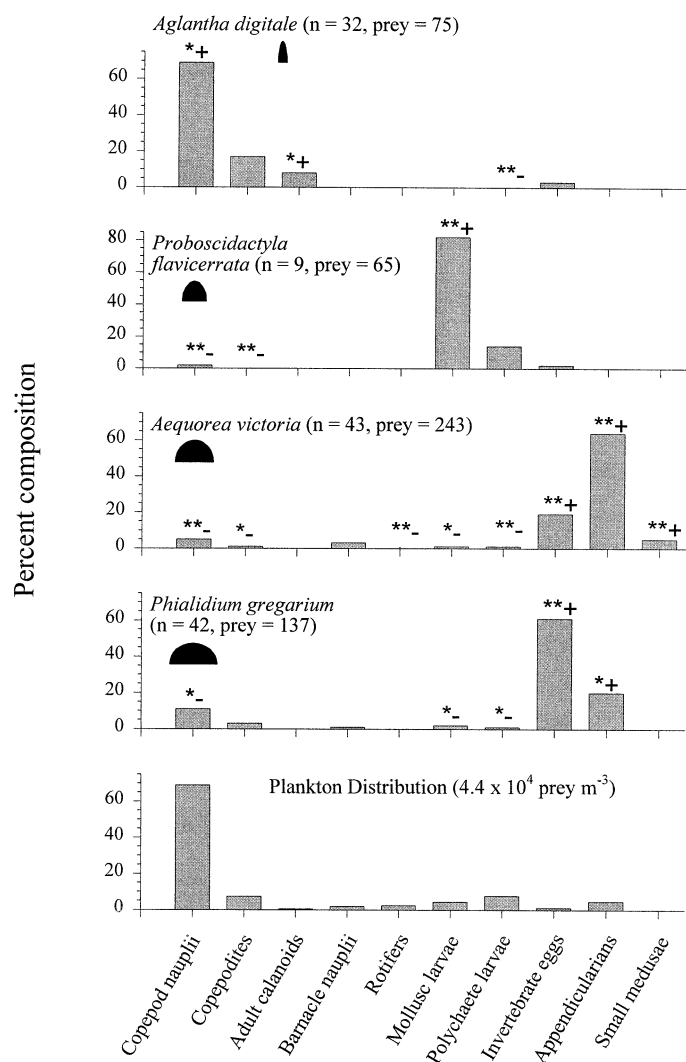 Aglantha digitale (n = 32, prey = 75)
*+
*+
**-
60
40
20
0
Proboscidactyla
flavicerrata (n = 9, prey = 65)
**+
**-
**-
80
60
40
20
0
Percent composition
Aequorea victoria (n = 43, prey = 243)
**-
*-
**-
*-
**-
**+
**+
**+
60
40
20
0
Phialidium gregarium
(n = 42, prey = 137)
*-
*-
*-
**+
*+
60
40
20
0
Plankton Distribution (4.4 x 10⁴ prey m⁻³)
60
40
20
0
Copepod nauplii
Copepodites
Adult calanoids
Barnacle nauplii
Rotifers
Mollusc larvae
Polychaete larvae
Invertebrate eggs
Appendicularians
Small medusae